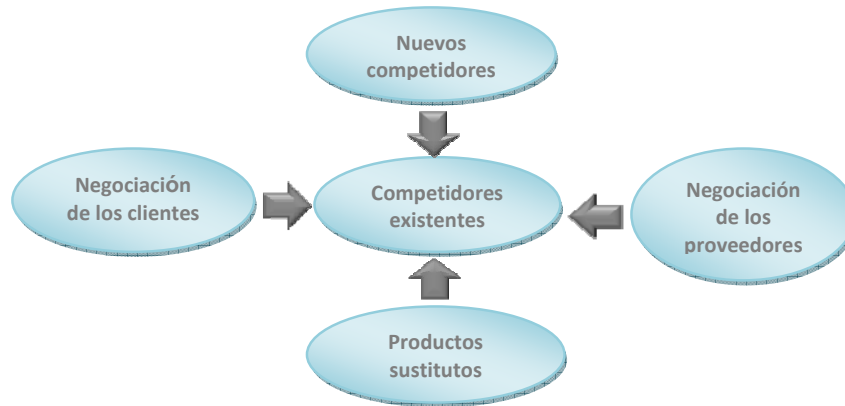 Nuevos
competidores
Negociación
de los clientes
Competidores
existentes
Negociación
de los
proveedores
Productos
sustitutos